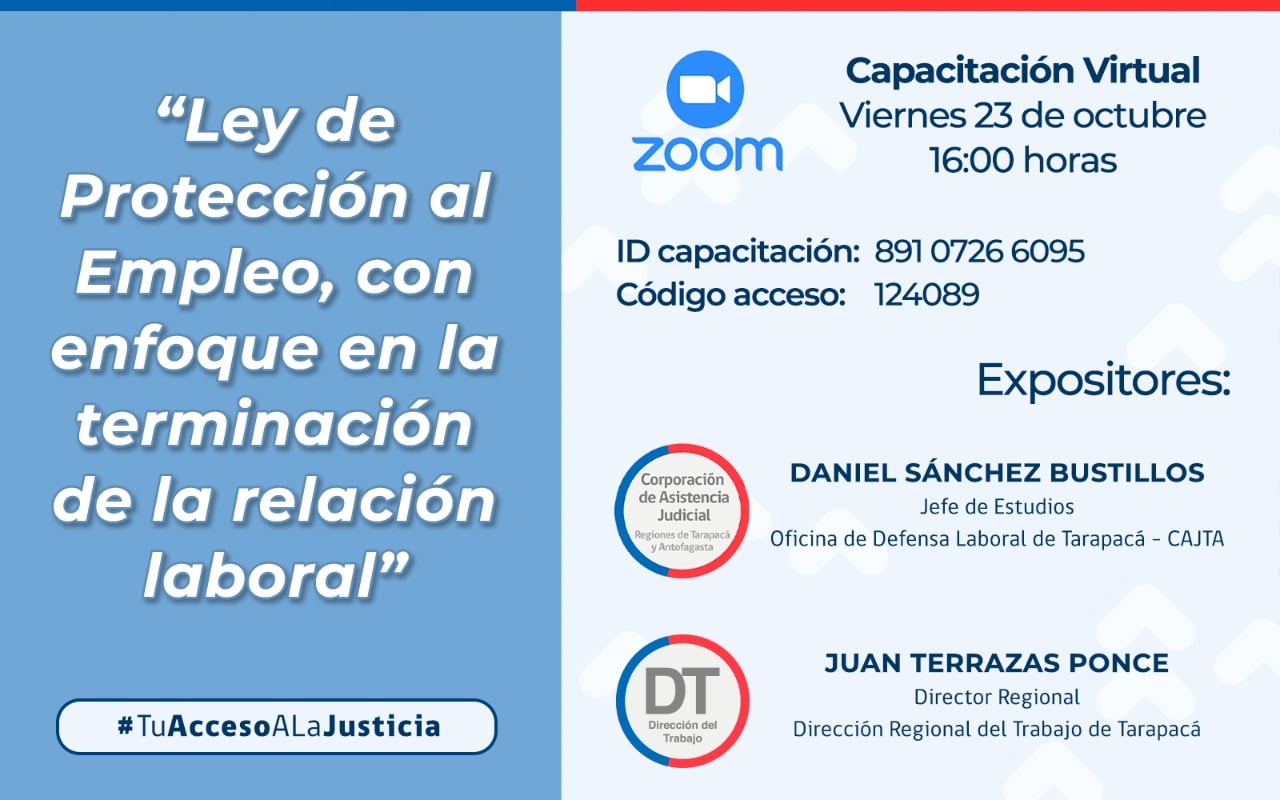 “Ley de
Protección al
Empleo, con
enfoque en la
terminación
de la relación
laboral”
#TuAccesoALaJusticia
zoom
Capacitación Virtual
Viernes 23 de octubre
16:00 horas
ID capacitación: 891 0726 6095
Código acceso: 124089
Expositores:
Corporación
de Asistencia
Judicial
Regiones de Tarapacá
y Antofagasta
DANIEL SÁNCHEZ BUSTILLOS
Jefe de Estudios
Oficina de Defensa Laboral de Tarapacá - CAJTA
DT
Dirección del
Trabajo
JUAN TERRAZAS PONCE
Director Regional
Dirección Regional del Trabajo de Tarapacá